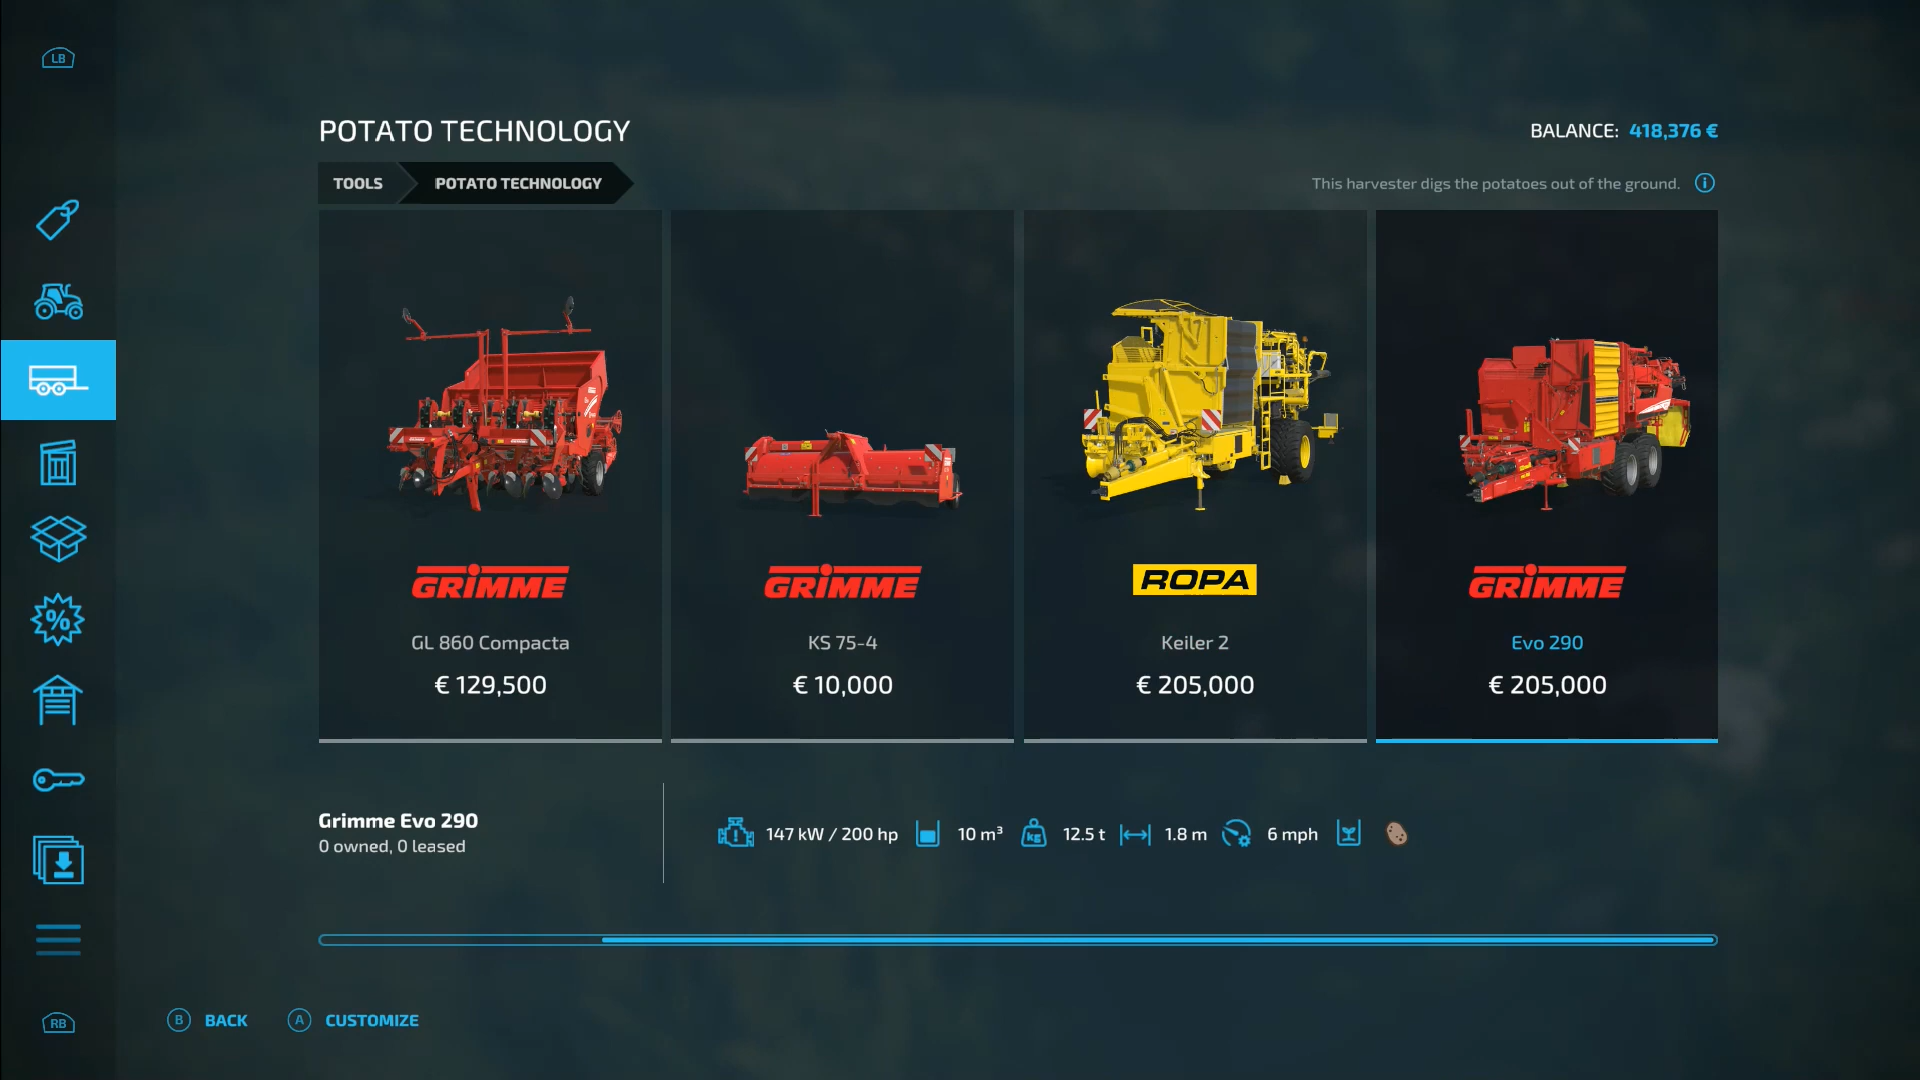 LB
POTATO TECHNOLOGY
BALANCE: 418,376 €
TOOLS POTATO TECHNOLOGY
This harvester digs the potatoes out of the ground.
GRIMME
GL 860 Compacta
€ 129,500
GRIMME
KS 75-4
€ 10,000
ROPA
Keiler 2
€ 205,000
GRIMME
Evo 290
€ 205,000
%
Grimme Evo 290
0 owned, 0 leased
147 kW / 200 hp
kg
10 m³
12.5 t
1.8 m
6 mph
RB
B BACK
A CUSTOMIZE